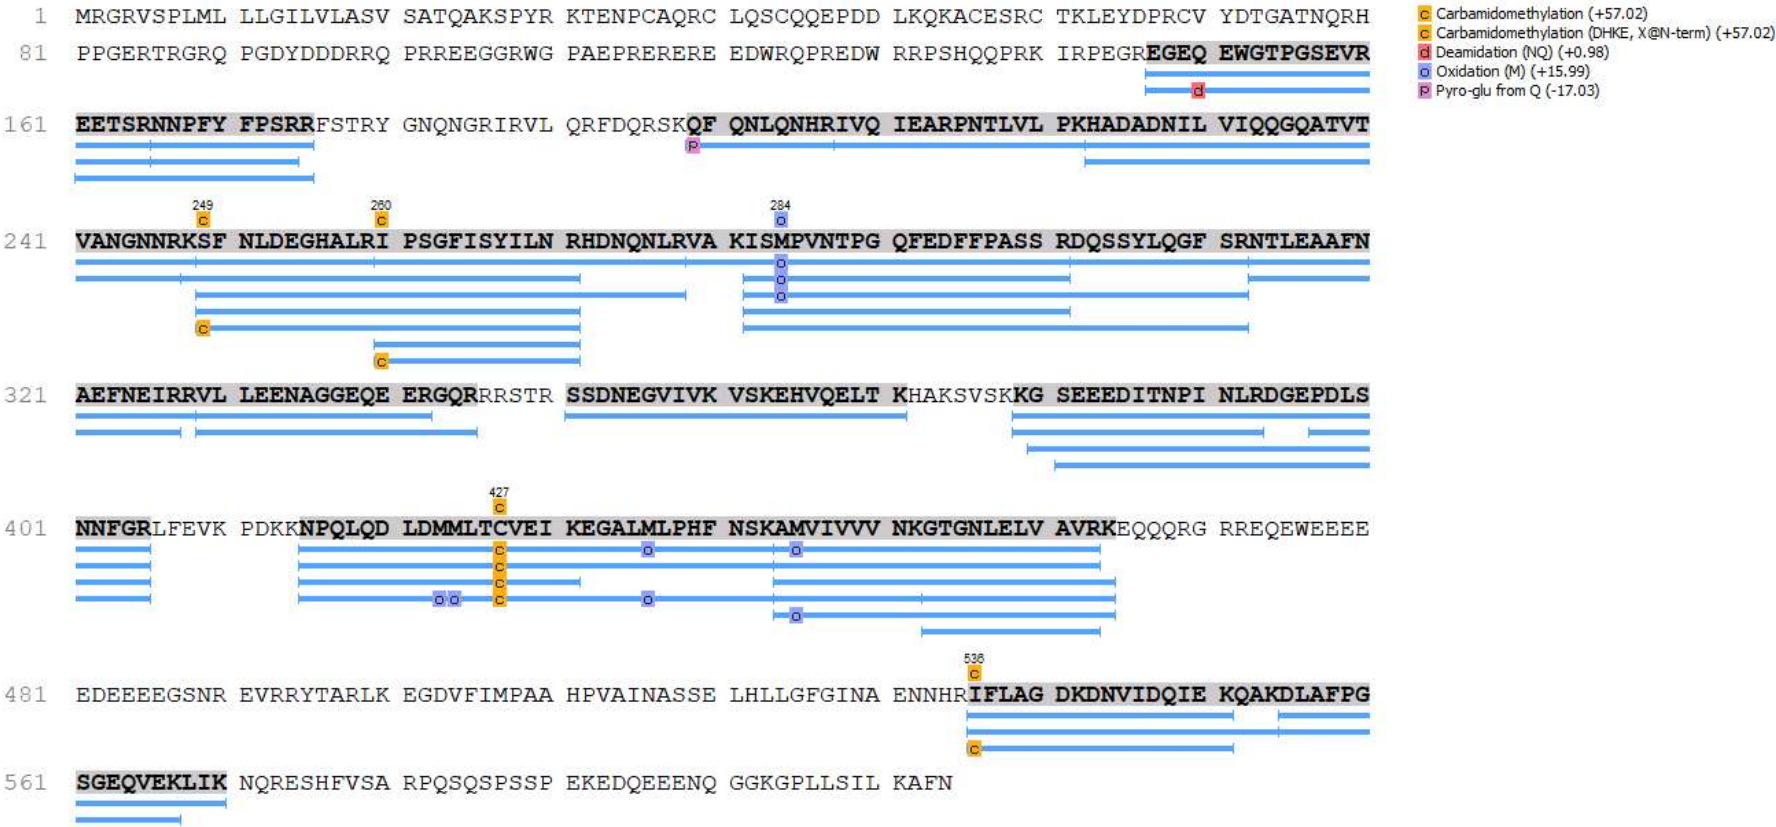 1 MRGRVSPLML LLGILVLASV SATQAKSPYR KTENPCAQRC LQSCQQEPDD LKQKACESRC TKLEYDPRCV YDTGATNQRH
c Carbamidomethylation (+57.02)
c Carbamidomethylation (DHKE, X@N-term) (+57.02)
d Deamidation (NQ) (+0.98)
o Oxidation (M) (+15.99)
p Pyro-glu from Q (-17.03)
81 PPGERTRGRQ PGDYDDDRRQ PRREEGGRWG PAEPRERERE EDWRQPREDW RRPSHQQPRK IRPEGREGEQ EWGTPGSEVR
d
161 EETSRNNPFY FPSRRFSTRY GNQNGRIRVL QRFDQRSKQF QNLQNHRIVQ IEARPNTLVL PKHADADNIL VIQQGQATVT
p
249 260 284
c c o
241 VANGNNRKSF NLDEGHALRI PSGFISYILN RHDNQNLRVA KISMPVNTPG QFEDFFPASS RDQSSYLQGF SRNTLEAAFN
o
o
o
c
c
321 AEFNEIRRVL LEENAGGEQE ERGQRRRSTR SSDNEGVIVK VSKEHVQELT KHAKSVSKKG SEEEDITNPI NLRDGEPDLS
427
c
401 NNFGRLFEVK PDKKNPQLQD LDMMLTCVEI KEGALMLPHF NSKAMVIVVV NKGTGNLELV AVRKEQQQRG RREQEWEEEE
c o o
c
c
o o c o
o
536
c
481 EDEEEEGSNR EVRRYTARLK EGDVFIMPAA HPVAINASSE LHLLGFGINA ENNHRIFLAG DKDNVIDQIE KQAKDLAFPG
c
561 SGEQVEKLIK NQRESHFVSA RPQSQSPSSP EKEDQEEENQ GGKGPLLSIL KAFN